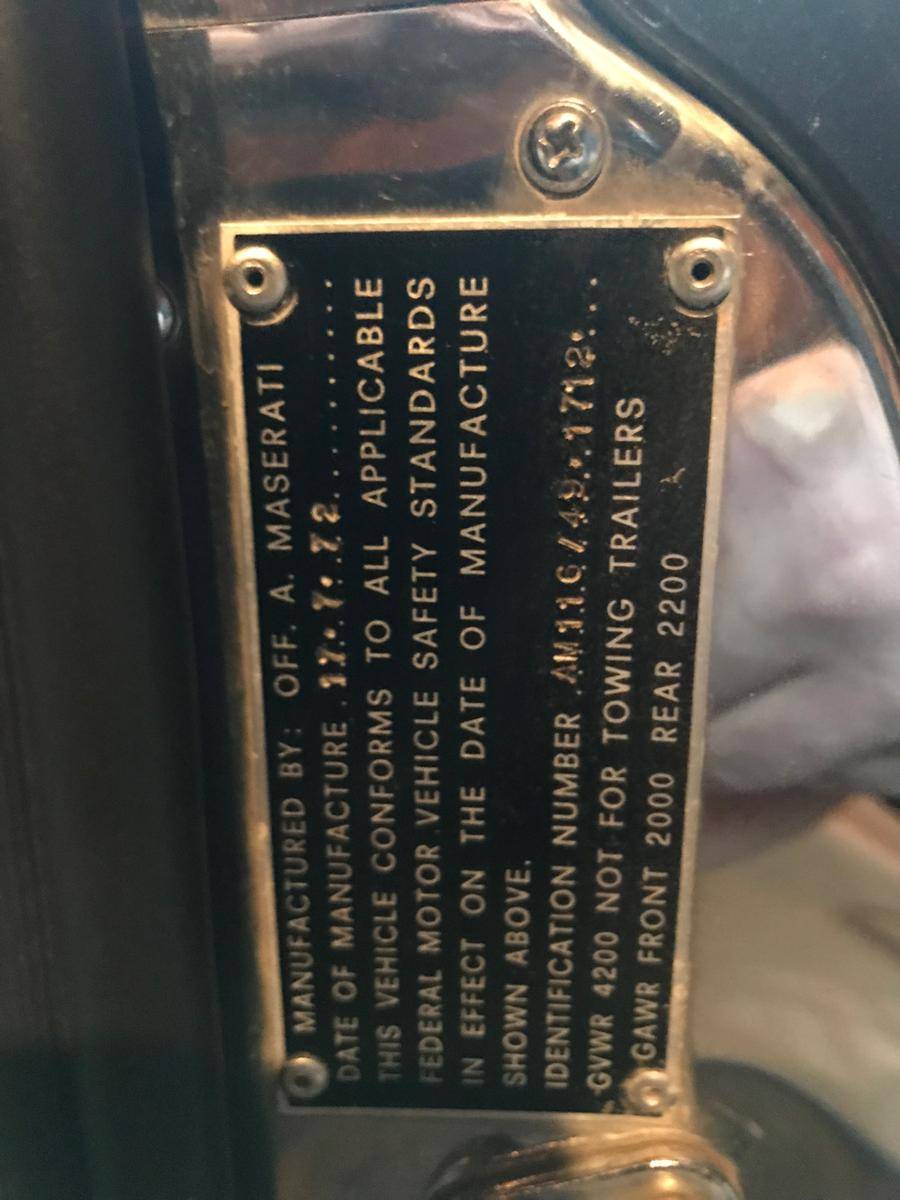 MANUFACTURED BY: OFF. A. MASERATI
DATE OF MANUFACTURE .17.7.72..........
THIS VEHICLE CONFORMS TO ALL APPLICABLE
FEDERAL MOTOR VEHICLE SAFETY STANDARDS
IN EFFECT ON THE DATE OF MANUFACTURE
SHOWN ABOVE.
IDENTIFICATION NUMBER .AM.116/49.1712...
GVWR 4200 NOT FOR TOWING TRAILERS
GAWR FRONT 2000 REAR 2200